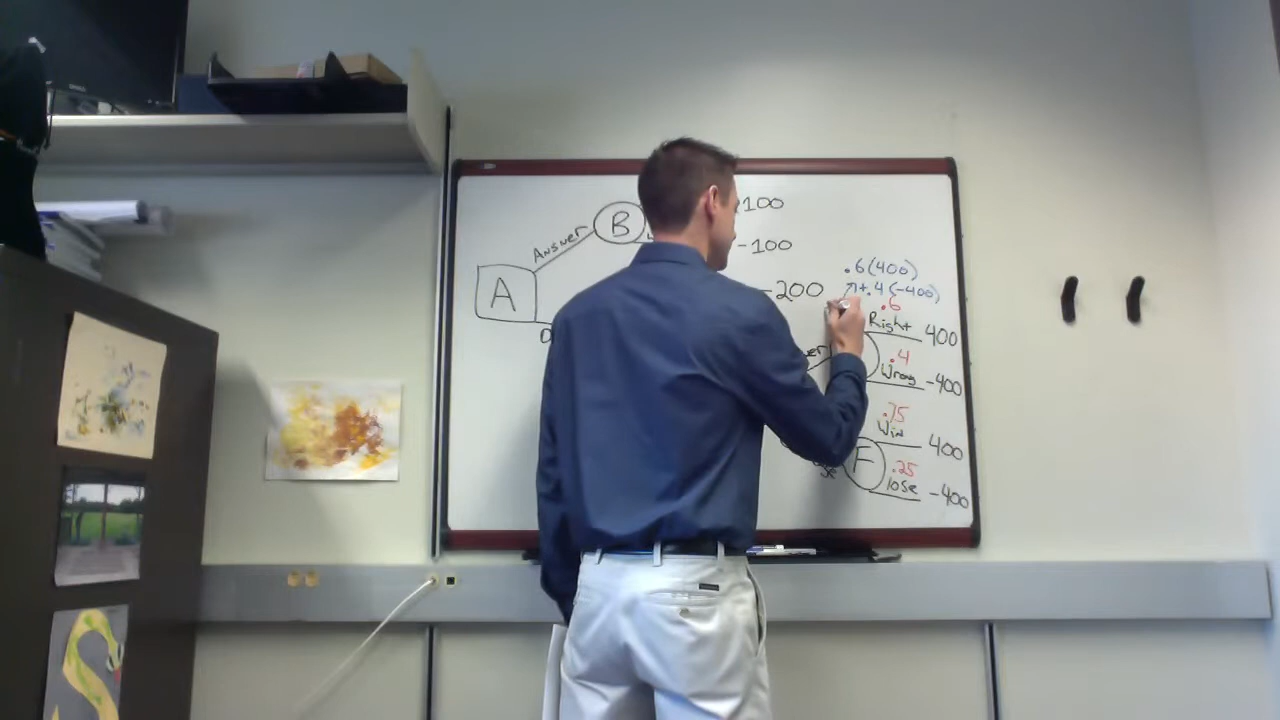 100
Answer B
-100
A
.6(400)
+.4(-400)
-200
.6
Right 400
.4
Wrong -400
.75
Win 400
F
.25
lose -400